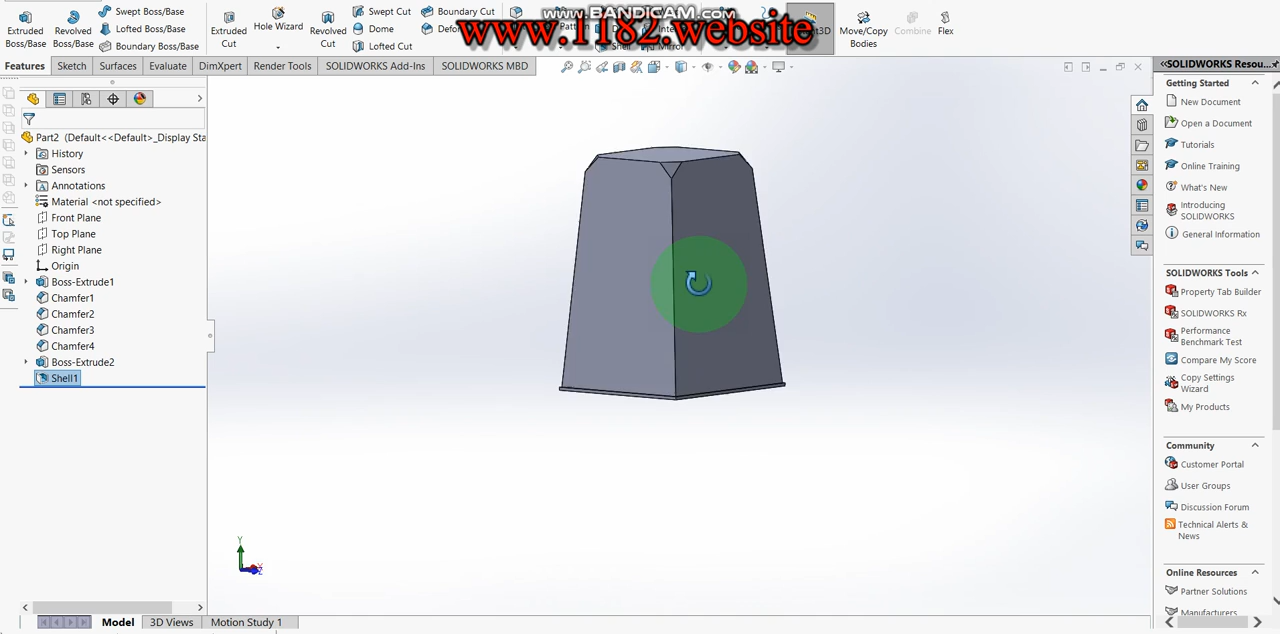 www.BANDICAM.com
www.1182.website
Extruded Boss/Base
Revolved Boss/Base
Swept Boss/Base
Lofted Boss/Base
Boundary Boss/Base
Extruded Cut
Hole Wizard
Revolved Cut
Swept Cut
Dome
Lofted Cut
Boundary Cut
Shell
Mirror
Move/Copy Bodies
Combine
Flex
Features
Sketch
Surfaces
Evaluate
DimXpert
Render Tools
SOLIDWORKS Add-Ins
SOLIDWORKS MBD
Part2 (Default<<Default>_Display Sta
History
Sensors
Annotations
Material <not specified>
Front Plane
Top Plane
Right Plane
Origin
Boss-Extrude1
Chamfer1
Chamfer2
Chamfer3
Chamfer4
Boss-Extrude2
Shell1
Y
Z
Model
3D Views
Motion Study 1
SOLIDWORKS Resou...
Getting Started
New Document
Open a Document
Tutorials
Online Training
What's New
Introducing
SOLIDWORKS
General Information
SOLIDWORKS Tools
Property Tab Builder
SOLIDWORKS Rx
Performance
Benchmark Test
Compare My Score
Copy Settings
Wizard
My Products
Community
Customer Portal
User Groups
Discussion Forum
Technical Alerts &
News
Online Resources
Partner Solutions
Manufacturers